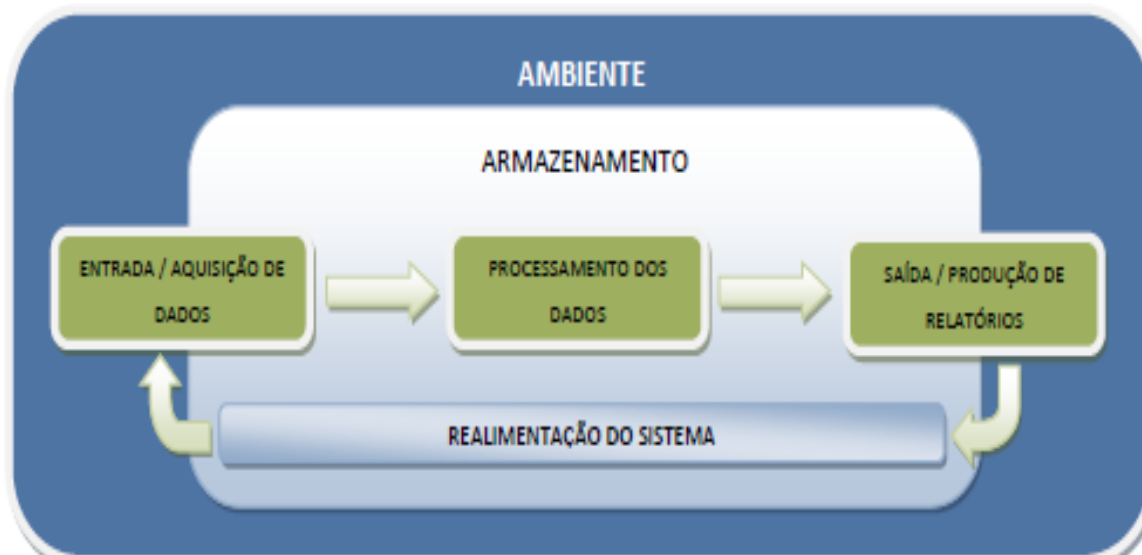 AMBIENTE
ARMAZENAMENTO
ENTRADA / AQUISIÇÃO DE
DADOS
PROCESSAMENTO DOS
DADOS
SAÍDA / PRODUÇÃO DE
RELATÓRIOS
REALIMENTAÇÃO DO SISTEMA